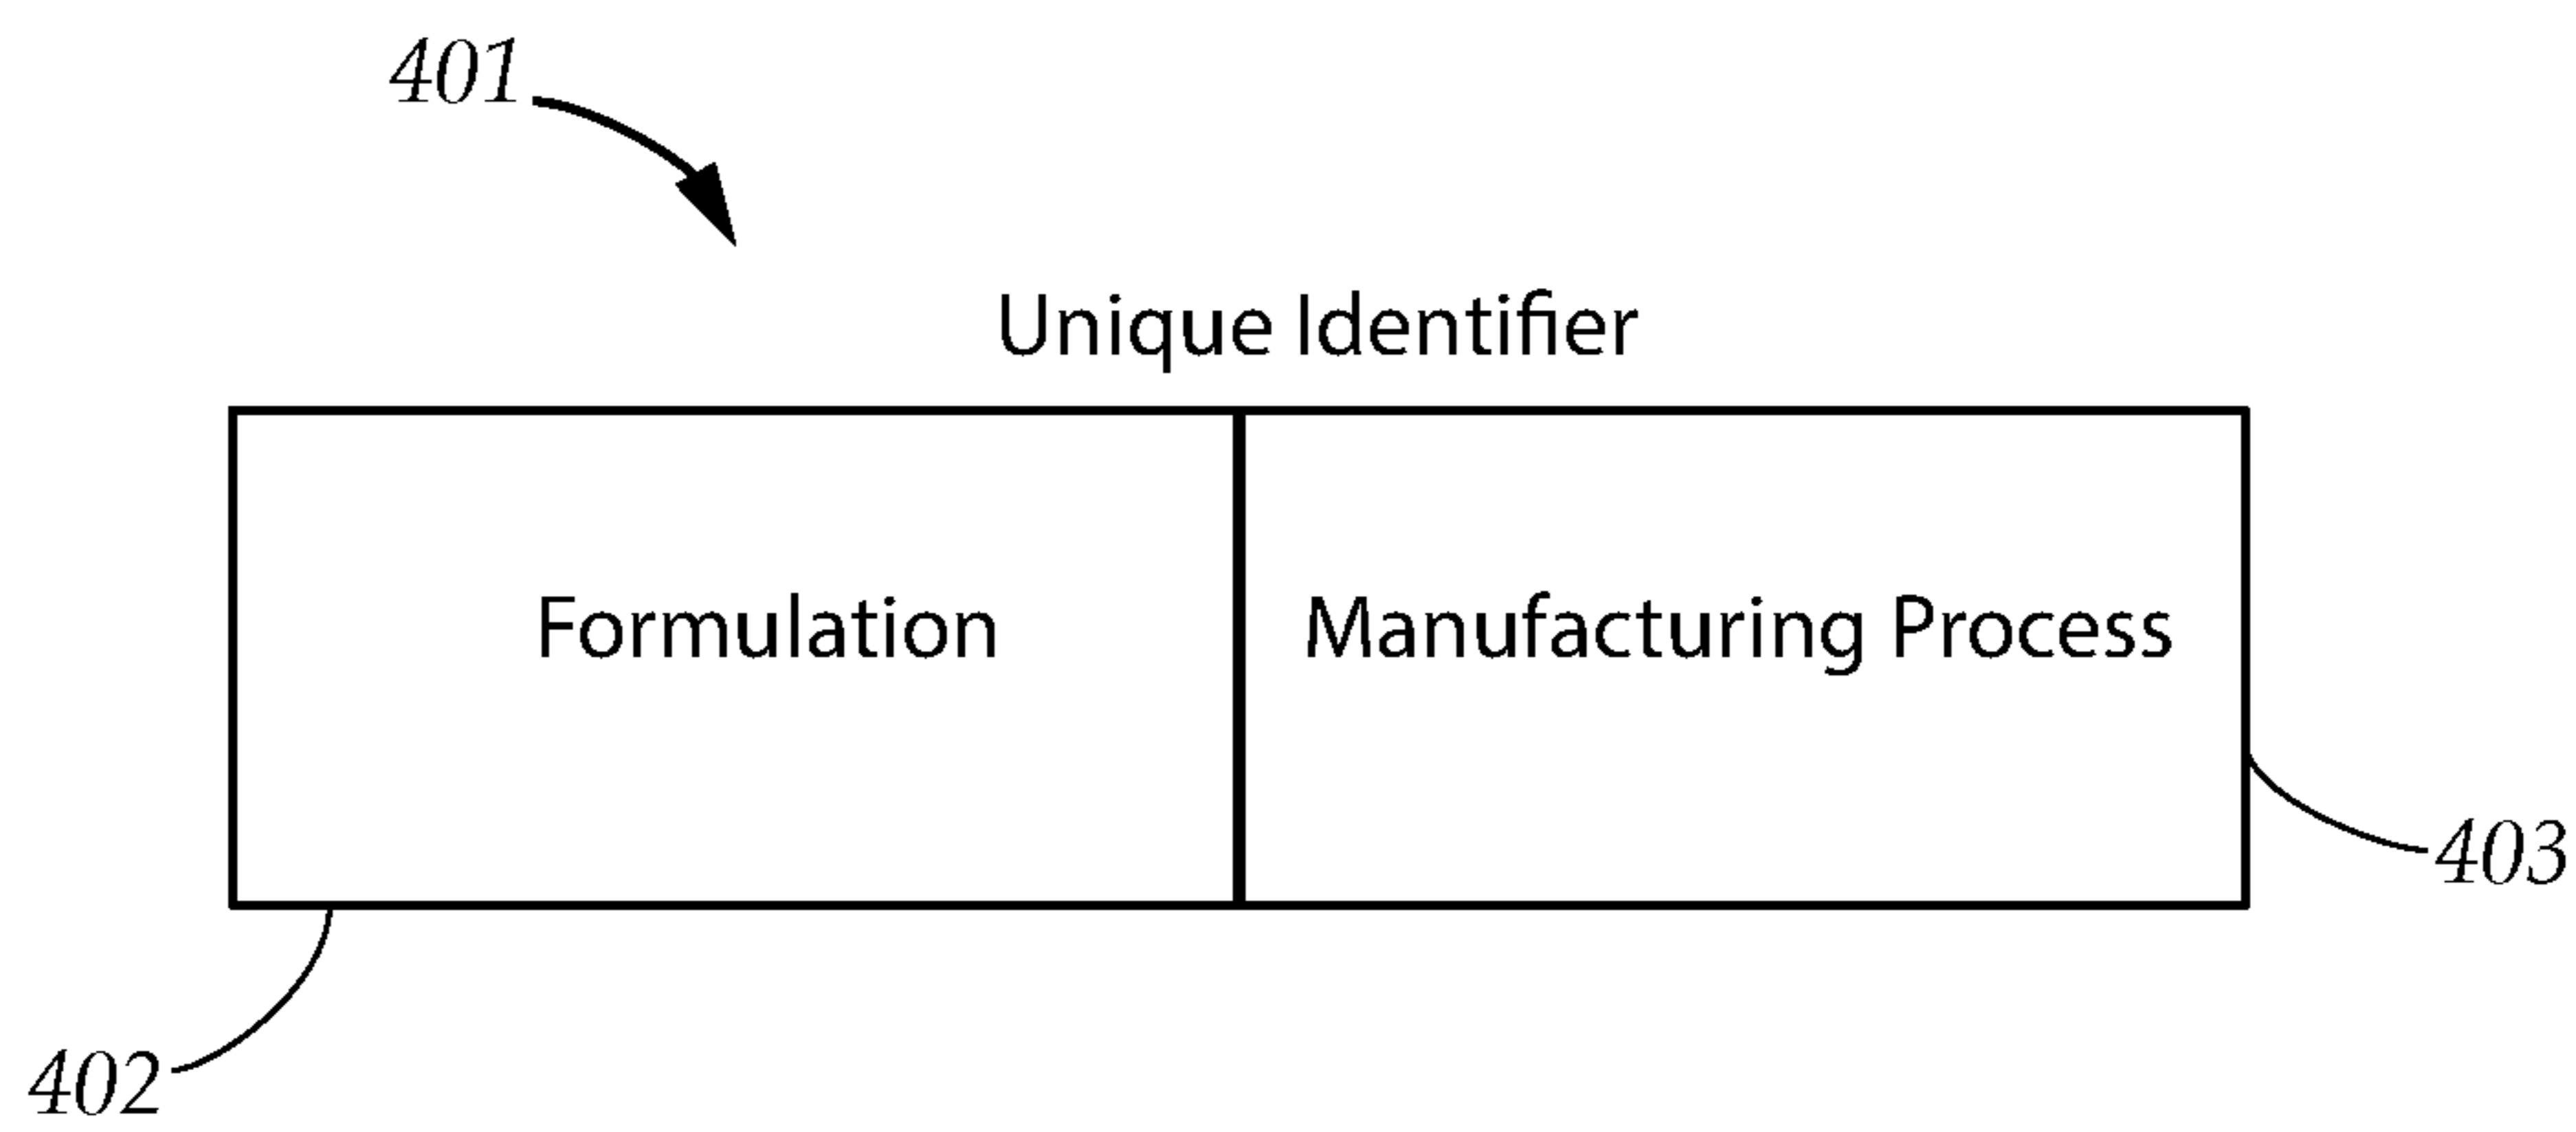 401
Unique Identifier
Formulation
Manufacturing Process
403
402